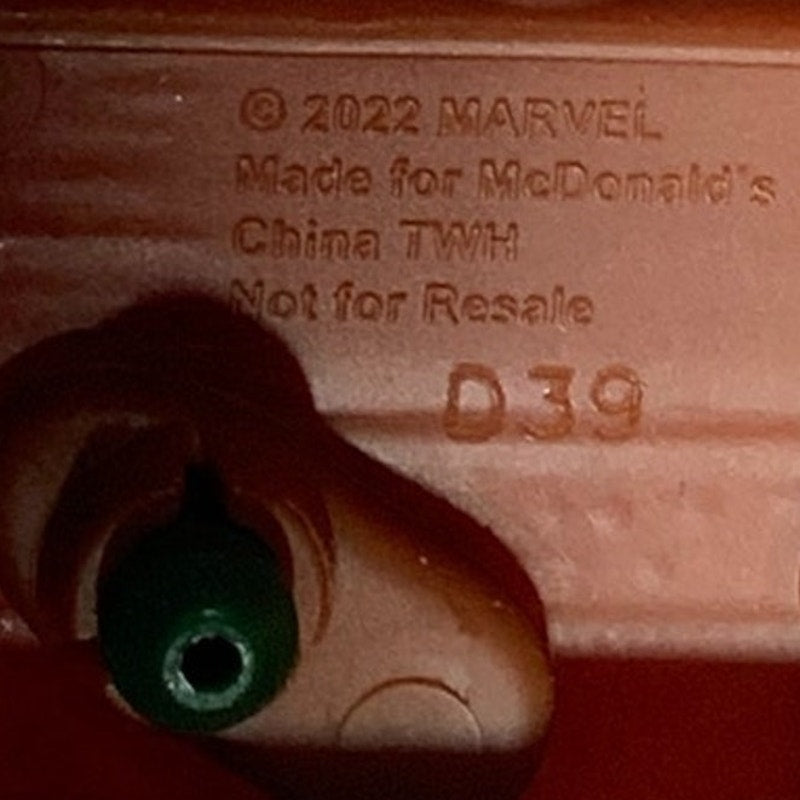 © 2022 MARVEL
Made for McDonald's
China TWH
Not for Resale
D39